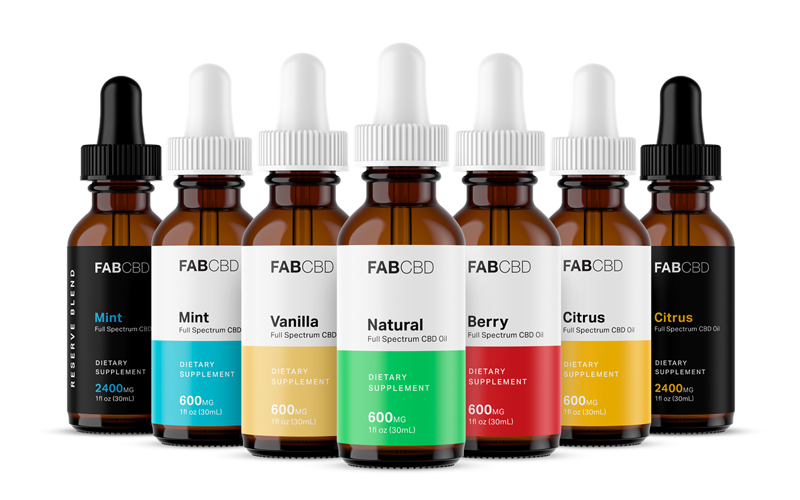 RESERVE BLEND
FABCBD
Mint
Full Spectrum CBD
DIETARY
SUPPLEMENT
2400MG
1fl oz (30mL)
FABCBD
Mint
Full Spectrum CBD
DIETARY
SUPPLEMENT
600MG
1fl oz (30mL)
FABCBD
Vanilla
Full Spectrum CBD Oil
DIETARY
SUPPLEMENT
600MG
1fl oz (30mL)
FABCBD
Natural
Full Spectrum CBD Oil
DIETARY
SUPPLEMENT
600MG
1fl oz (30mL)
FABCBD
Berry
Full Spectrum CBD Oil
DIETARY
SUPPLEMENT
600MG
1fl oz (30mL)
FABCBD
Citrus
Full Spectrum CBD Oil
DIETARY
SUPPLEMENT
600MG
1fl oz (30mL)
FABCBD
Citrus
Full Spectrum CBD Oil
DIETARY
SUPPLEMENT
2400MG
1fl oz (30mL)